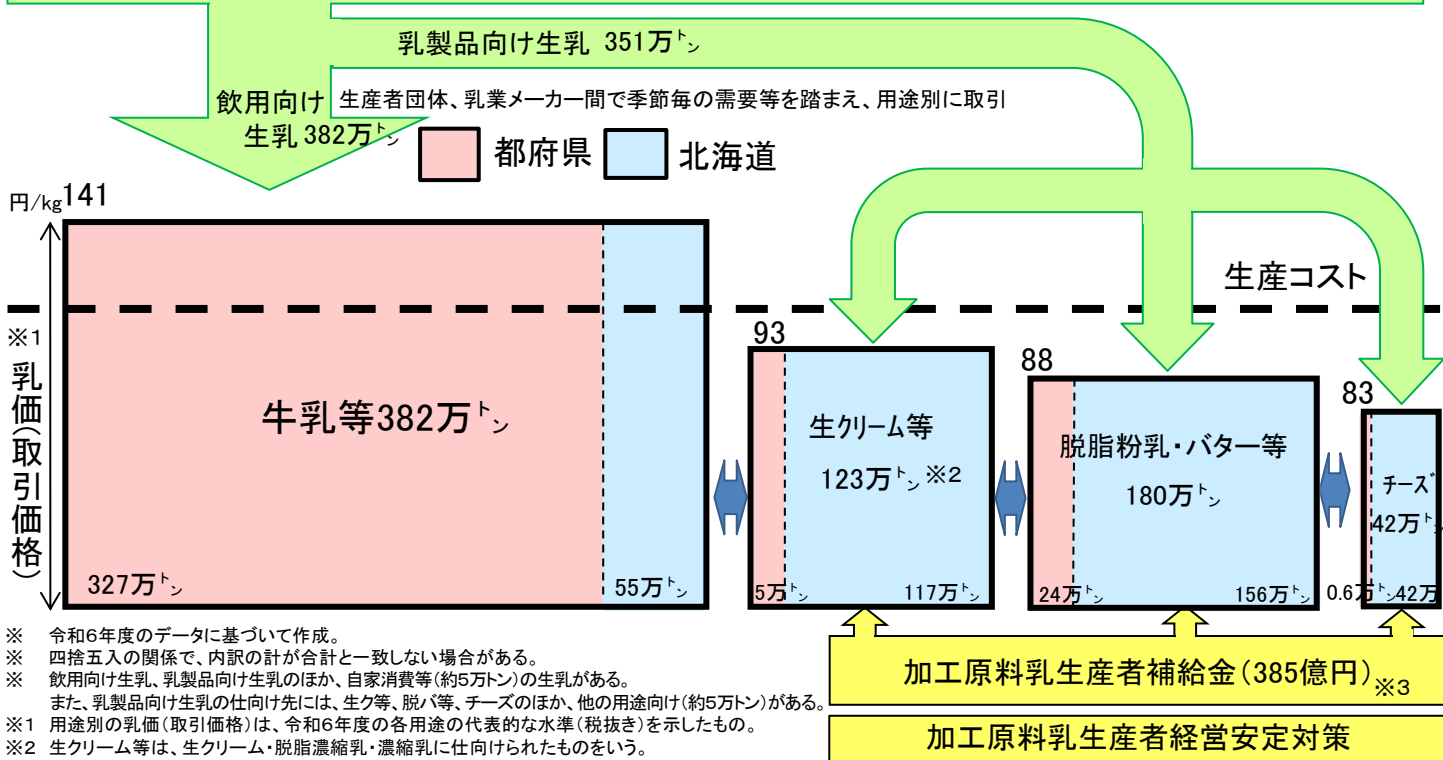 乳製品向け生乳 351万トン
飲用向け
生乳 382万トン
生産者団体、乳業メーカー間で季節毎の需要等を踏まえ、用途別に取引
都府県
北海道
円/kg
141
生産コスト
※1
乳価(取引価格)
牛乳等382万トン
327万トン
55万トン
93
生クリーム等
123万トン ※2
5万トン
117万トン
88
脱脂粉乳・バター等
180万トン
24万トン
156万トン
83
チーズ
42万トン
0.6万トン
42万
加工原料乳生産者補給金(385億円)※3
加工原料乳生産者経営安定対策
※ 令和6年度のデータに基づいて作成。
※ 四捨五入の関係で、内訳の計が合計と一致しない場合がある。
※ 飲用向け生乳、乳製品向け生乳のほか、自家消費等(約5万トン)の生乳がある。
また、乳製品向け生乳の仕向け先には、生ク等、脱バ等、チーズのほか、他の用途向け(約5万トン)がある。
※1 用途別の乳価(取引価格)は、令和6年度の各用途の代表的な水準(税抜き)を示したもの。
※2 生クリーム等は、生クリーム・脱脂濃縮乳・濃縮乳に仕向けられたものをいう。